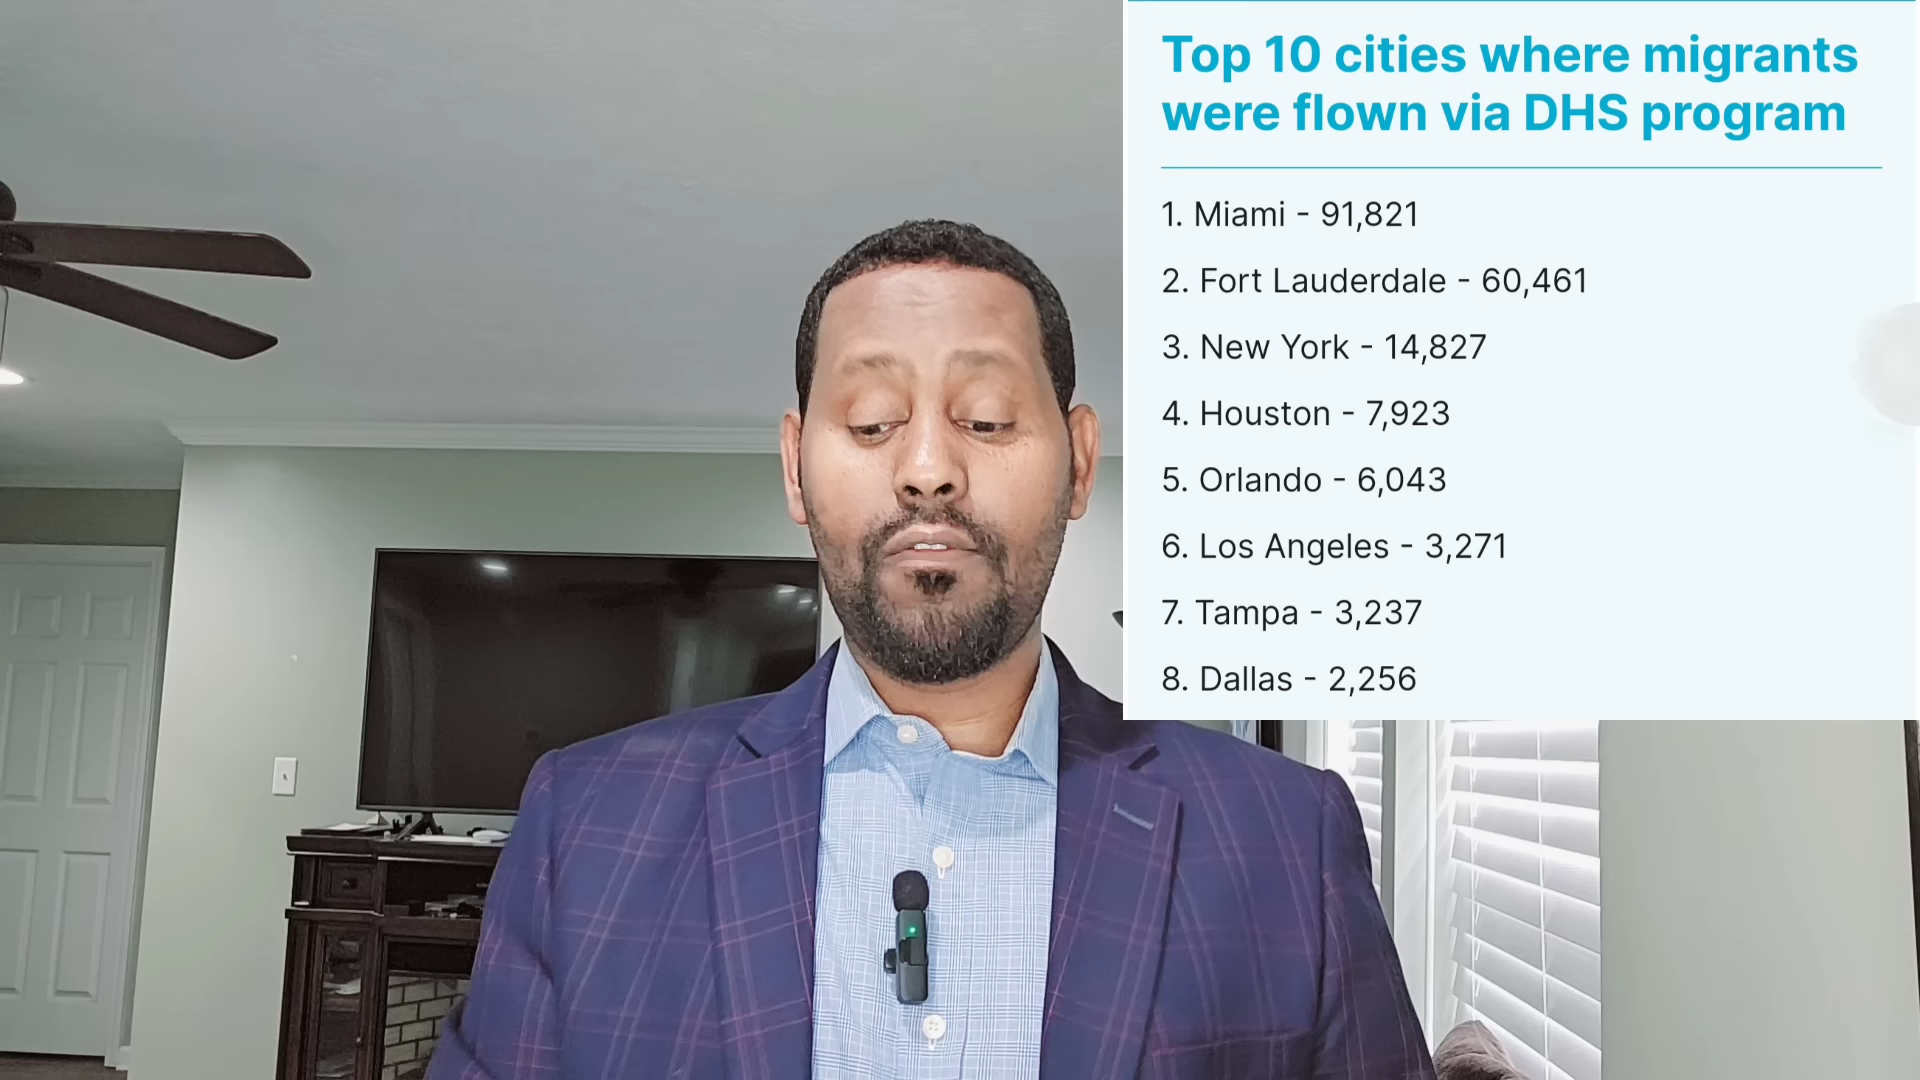 Top 10 cities where migrants
were flown via DHS program
1. Miami - 91,821
2. Fort Lauderdale - 60,461
3. New York - 14,827
4. Houston - 7,923
5. Orlando - 6,043
6. Los Angeles - 3,271
7. Tampa - 3,237
8. Dallas - 2,256